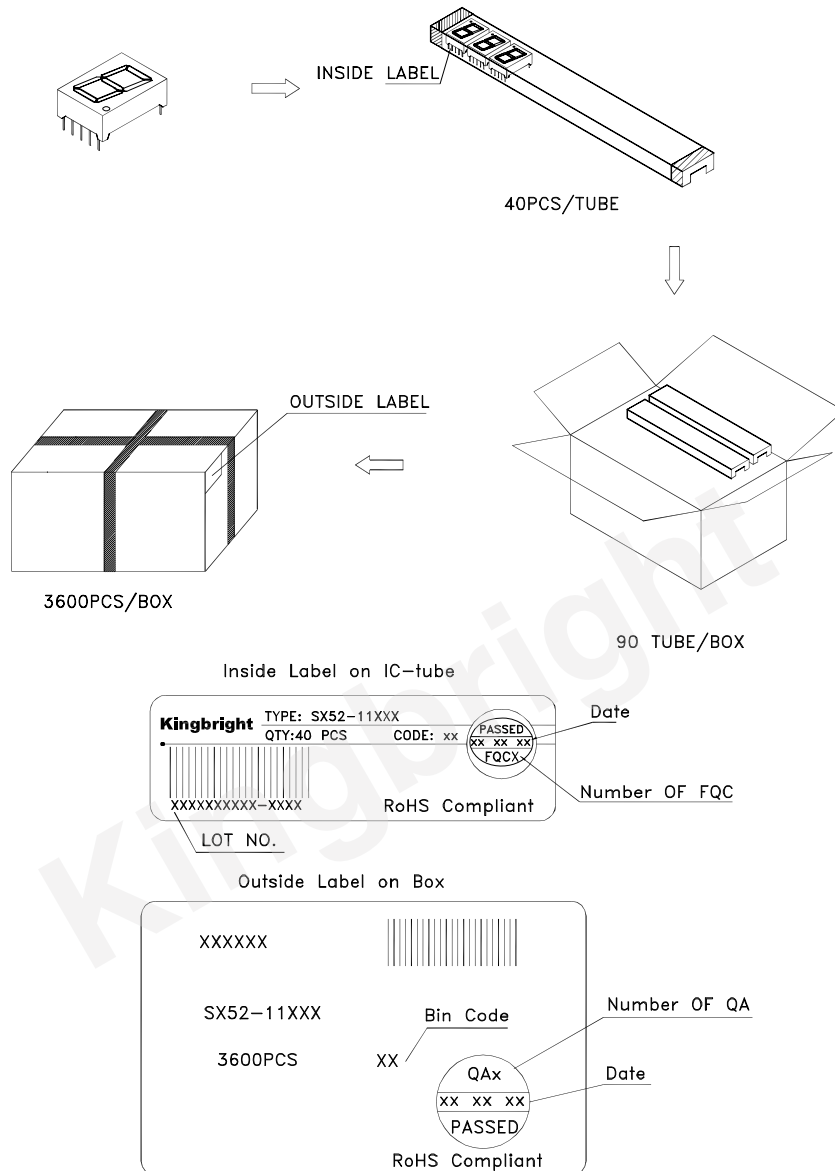 INSIDE LABEL
40PCS/TUBE
OUTSIDE LABEL
3600PCS/BOX
90 TUBE/BOX
Kingbright
Inside Label on IC-tube
Kingbright
TYPE: SX52-11XXX
QTY:40 PCS CODE: xx
PASSED
xx xx xx
FQCX
Date
Number OF FQC
XXXXXXXXXX-XXXX
RoHS Compliant
LOT NO.
Outside Label on Box
XXXXXX
SX52-11XXX
Bin Code
Number OF QA
3600PCS
XX
QAx
xx xx xx
PASSED
Date
RoHS Compliant